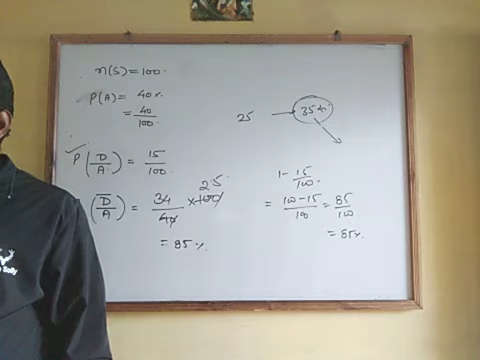 n(S) = 100.
P(A) = 40%
= 40/100
25 → 35%
✓P(D/A) = 15/100
(D̅/A) = 34/40 × 100 25
= 85%
1 - 15/100
= 100-15/100 = 85/100
= 85%